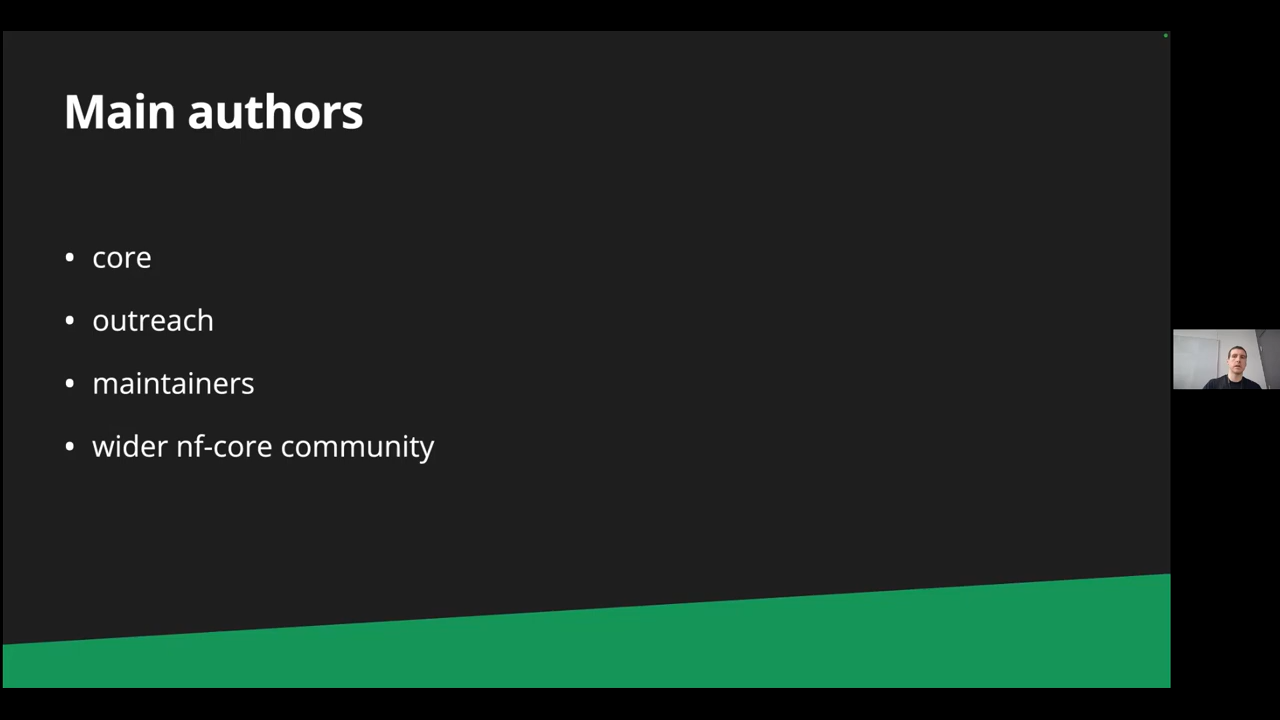 Main authors
• core
• outreach
• maintainers
• wider nf-core community